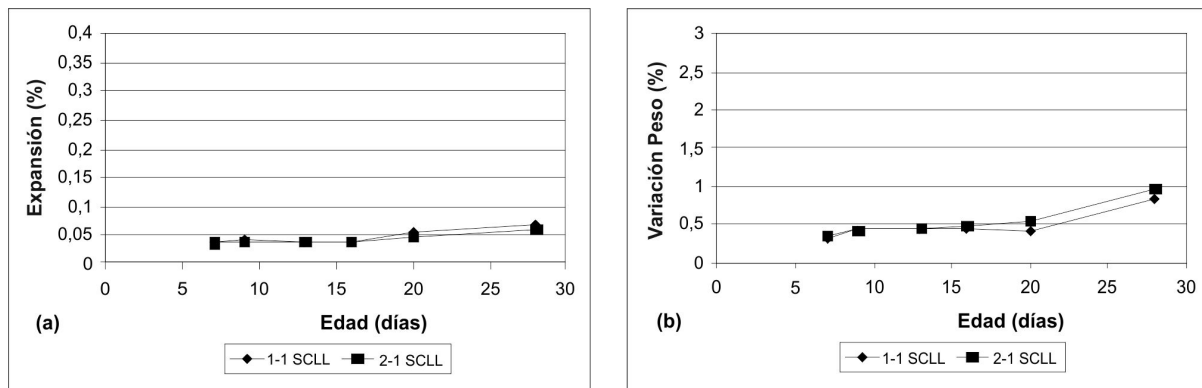 Expansión (%)
0,4
0,35
0,3
0,25
0,2
0,15
0,1
0,05
0
0 5 10 15 20 25 30
(a) Edad (días)
1-1 SCLL 2-1 SCLL
Variación Peso (%)
3
2,5
2
1,5
1
0,5
0
0 5 10 15 20 25 30
(b) Edad (días)
1-1 SCLL 2-1 SCLL